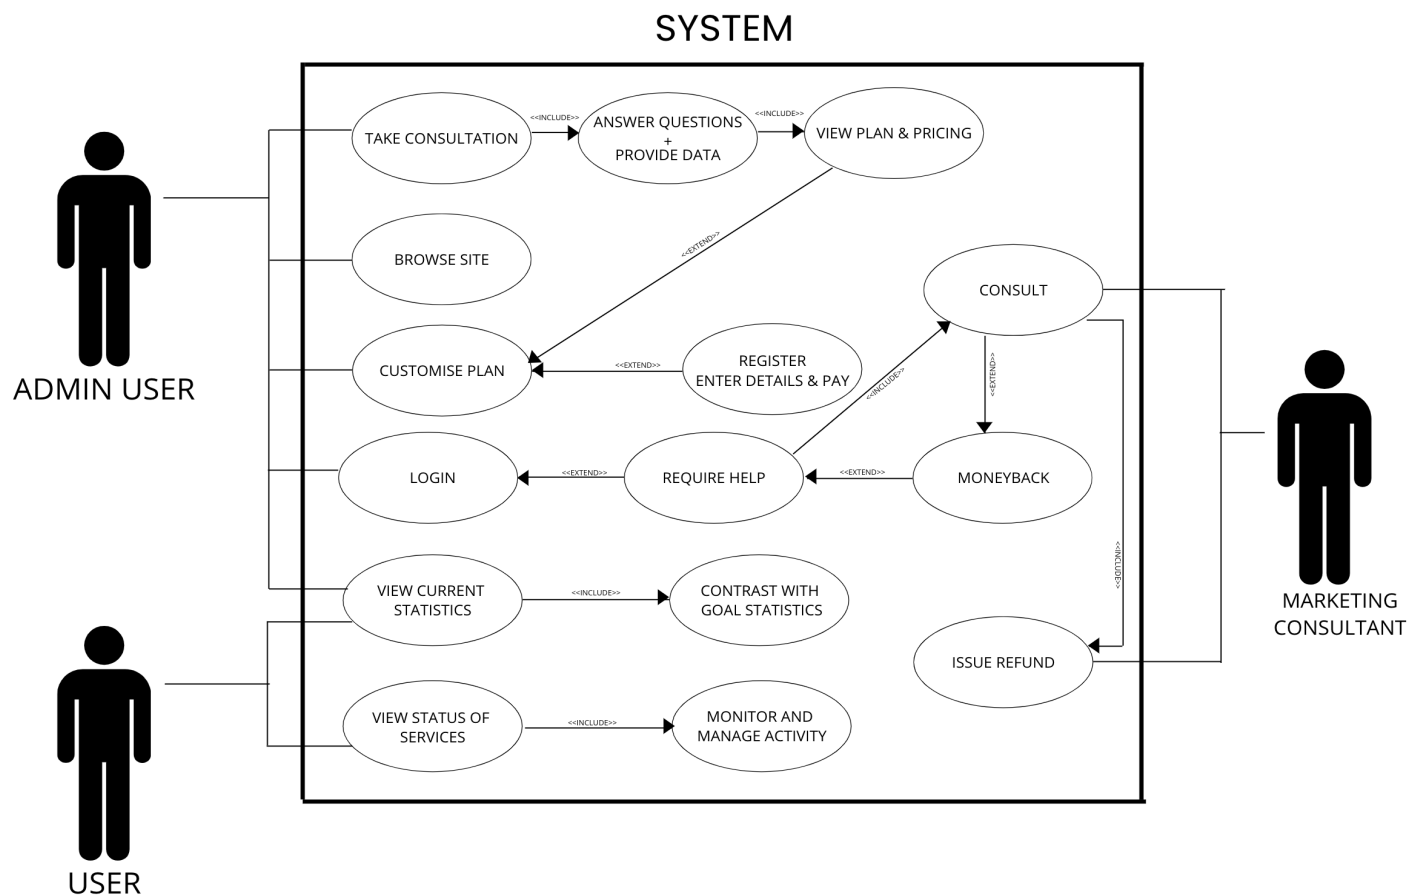 SYSTEM
TAKE CONSULTATION
<<INCLUDE>>
ANSWER QUESTIONS
+
PROVIDE DATA
<<INCLUDE>>
VIEW PLAN & PRICING
<<EXTEND>>
BROWSE SITE
CONSULT
CUSTOMISE PLAN
<<EXTEND>>
REGISTER
ENTER DETAILS & PAY
<<INCLUDE>>
<<EXTEND>>
ADMIN USER
LOGIN
<<EXTEND>>
REQUIRE HELP
<<EXTEND>>
MONEYBACK
<<INCLUDE>>
VIEW CURRENT
STATISTICS
<<INCLUDE>>
CONTRAST WITH
GOAL STATISTICS
MARKETING
CONSULTANT
ISSUE REFUND
VIEW STATUS OF
SERVICES
<<INCLUDE>>
MONITOR AND
MANAGE ACTIVITY
USER